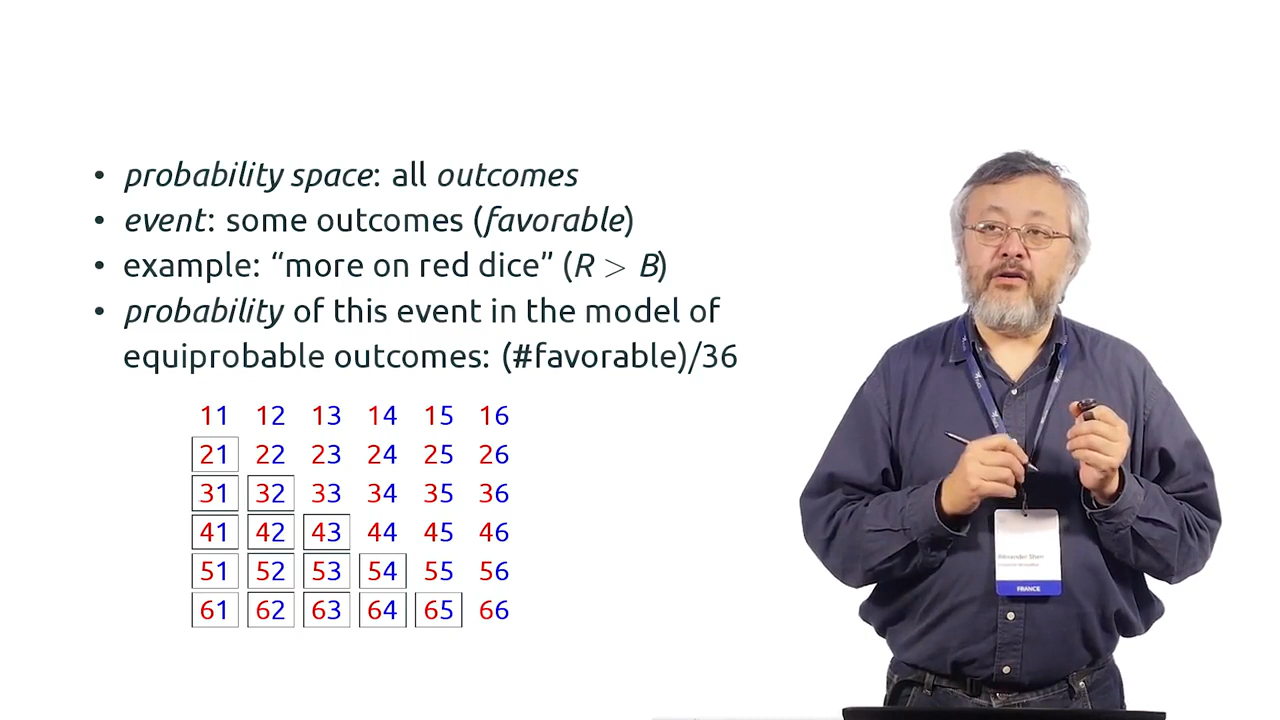 • probability space: all outcomes
• event: some outcomes (favorable)
• example: “more on red dice” (R > B)
• probability of this event in the model of
equiprobable outcomes: (#favorable)/36
11 12 13 14 15 16
21 22 23 24 25 26
31 32 33 34 35 36
41 42 43 44 45 46
51 52 53 54 55 56
61 62 63 64 65 66
Alexander Shen
FRANCE